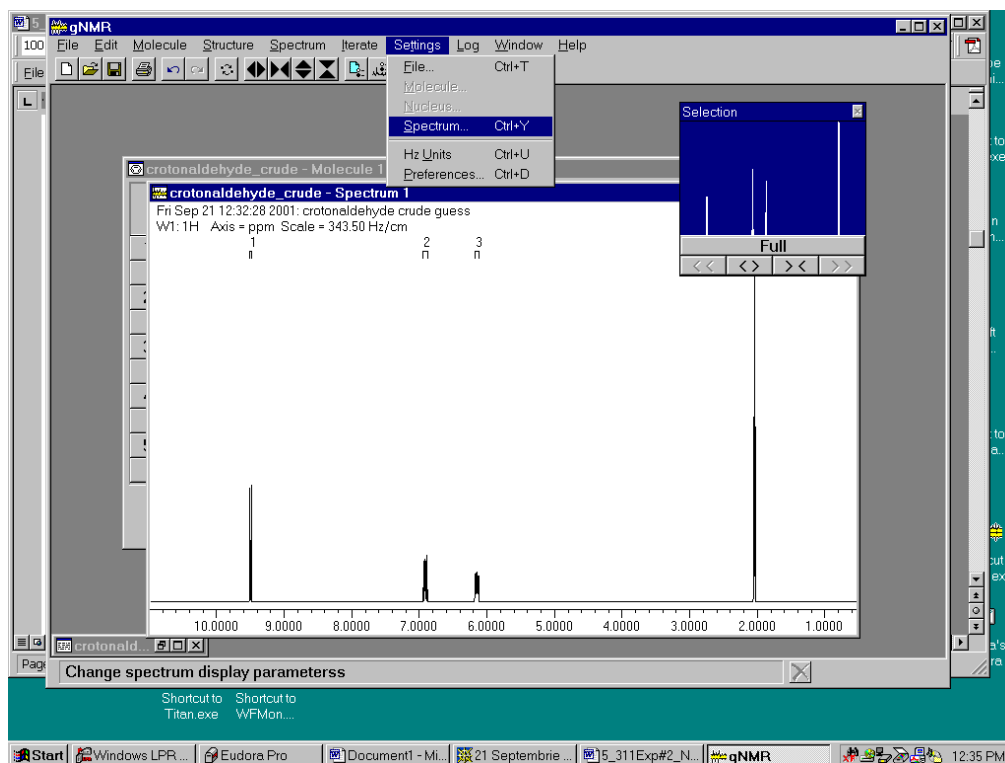 5_
gNMR
100
File Edit Molecule Structure Spectrum Iterate Settings Log Window Help
File
File... Ctrl+T
Molecule...
Nucleus...
Spectrum... Ctrl+Y
Hz Units Ctrl+U
Preferences... Ctrl+D
L
Selection
Full
<< <> >< >>
crotonaldehyde_crude - Molecule 1
crotonaldehyde_crude - Spectrum 1
Fri Sep 21 12:32:28 2001: crotonaldehyde crude guess
W1: 1H Axis = ppm Scale = 343.50 Hz/cm
1 2 3
10.0000 9.0000 8.0000 7.0000 6.0000 5.0000 4.0000 3.0000 2.0000 1.0000
crotonald...
Page
Change spectrum display parameterss
Shortcut to Shortcut to
Titan.exe WFMon....
Start Windows LPR ... Eudora Pro Document1 - Mi... 21 Septembrie ... 5_311Exp#2_N... gNMR 12:35 PM